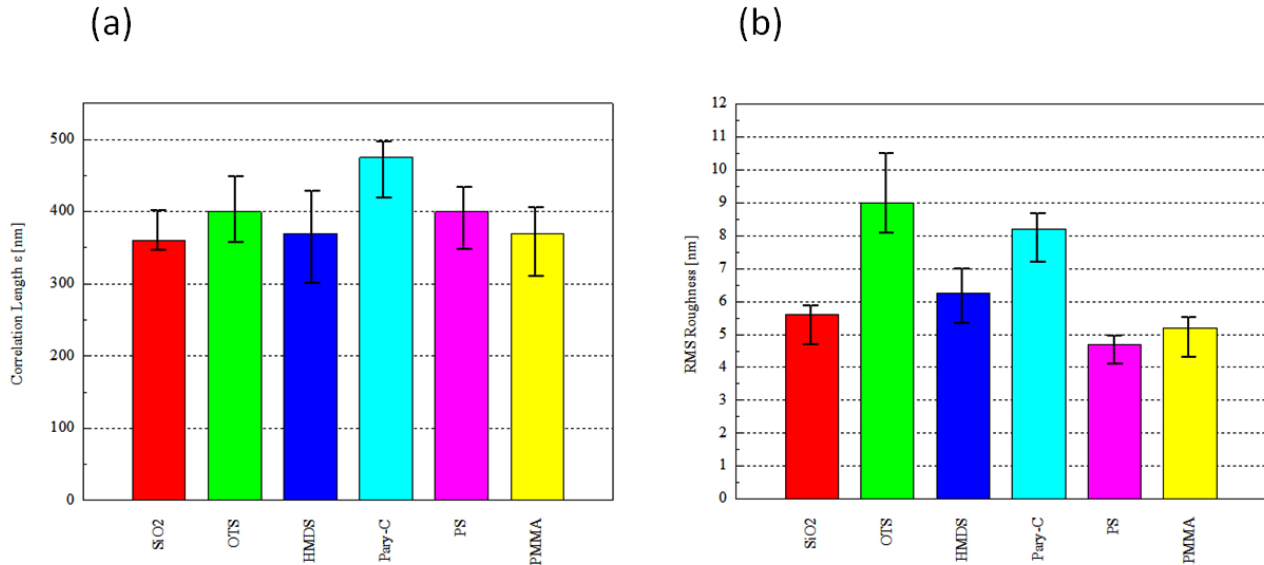 (a)
Correlation Length ε [nm]
500
400
300
200
100
0
SiO2
OTS
HMDS
Pary-C
PS
PMMA
(b)
RMS Roughness [nm]
12
11
10
9
8
7
6
5
4
3
2
1
0
SiO2
OTS
HMDS
Pary-C
PS
PMMA